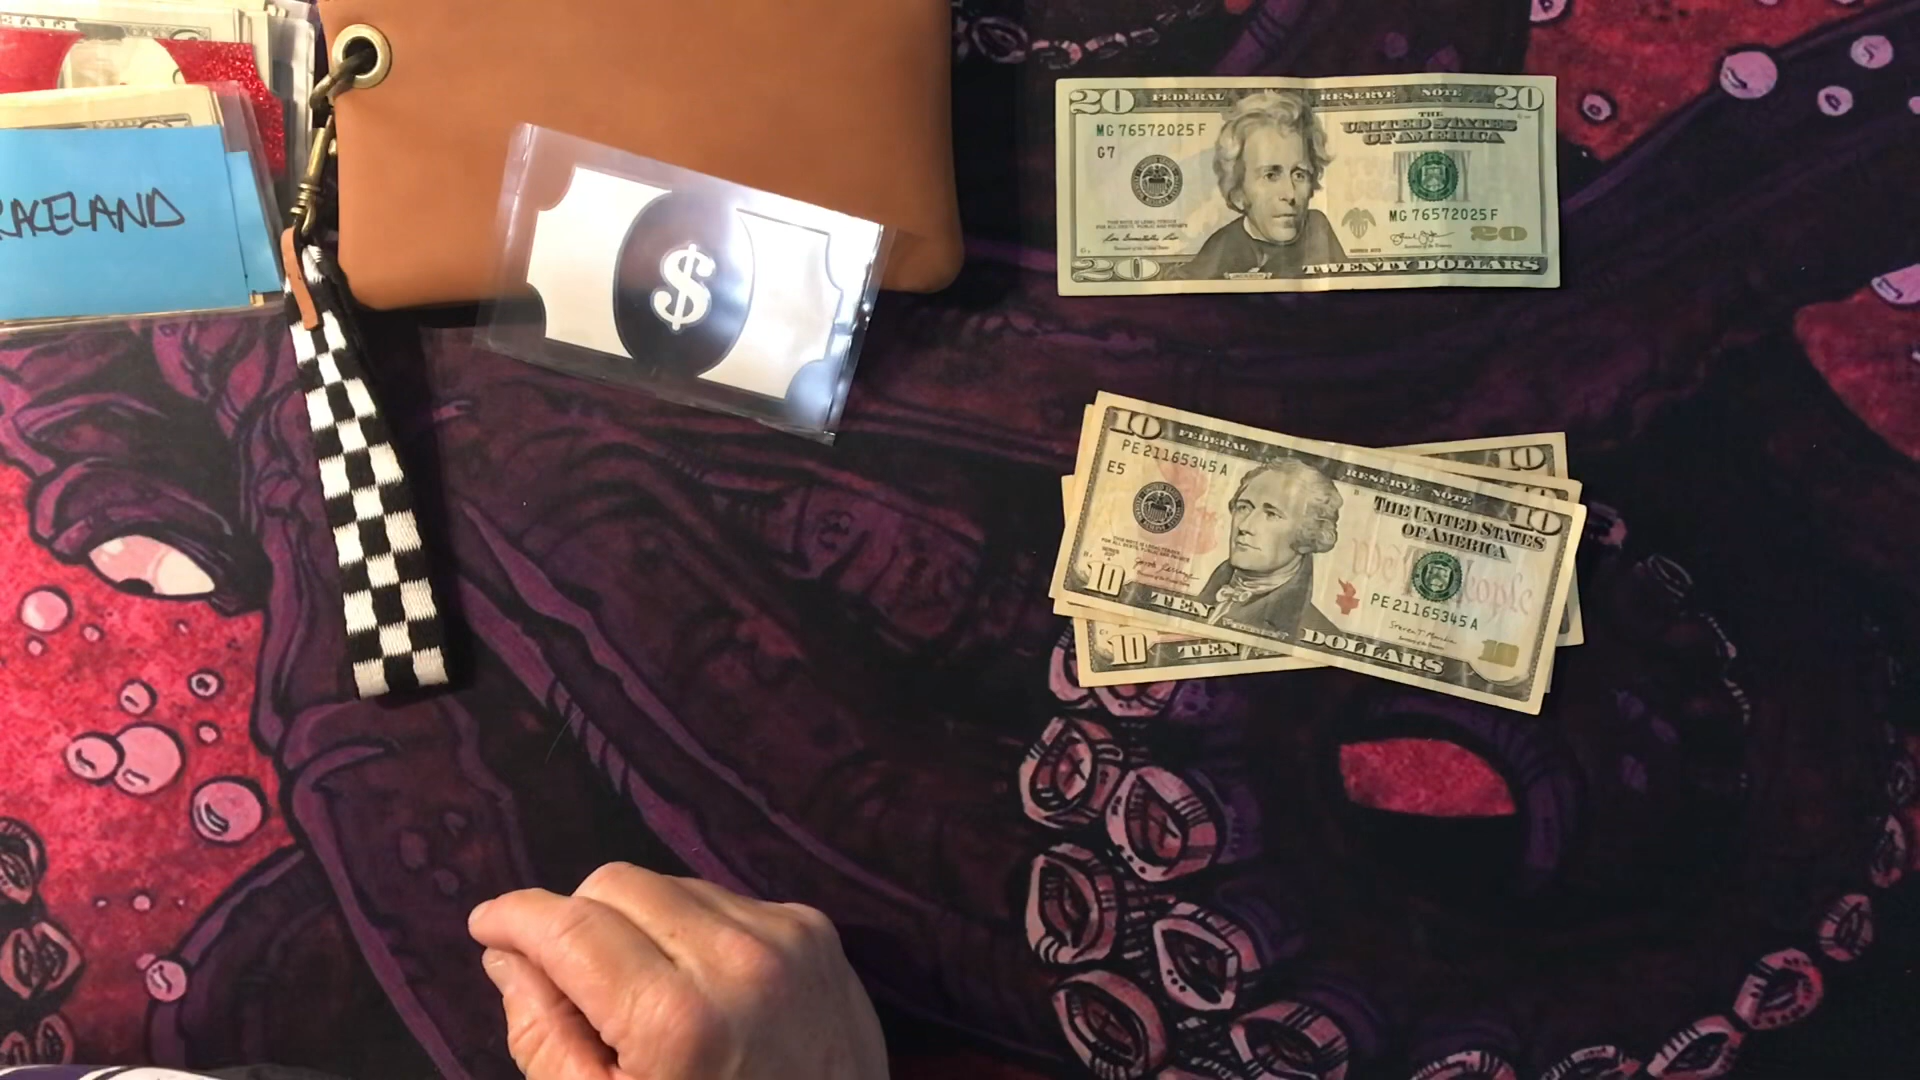 RACELAND
$
20 FEDERAL RESERVE NOTE 20
THE
UNITED STATES
OF AMERICA
MG 76572025 F
G7
MG 76572025 F
20
20 TWENTY DOLLARS
10 FEDERAL RESERVE NOTE 10
PE 21165345 A
E5
THE UNITED STATES
OF AMERICA
We the People
PE 21165345 A
10 TEN DOLLARS 10
10
10
10 TEN